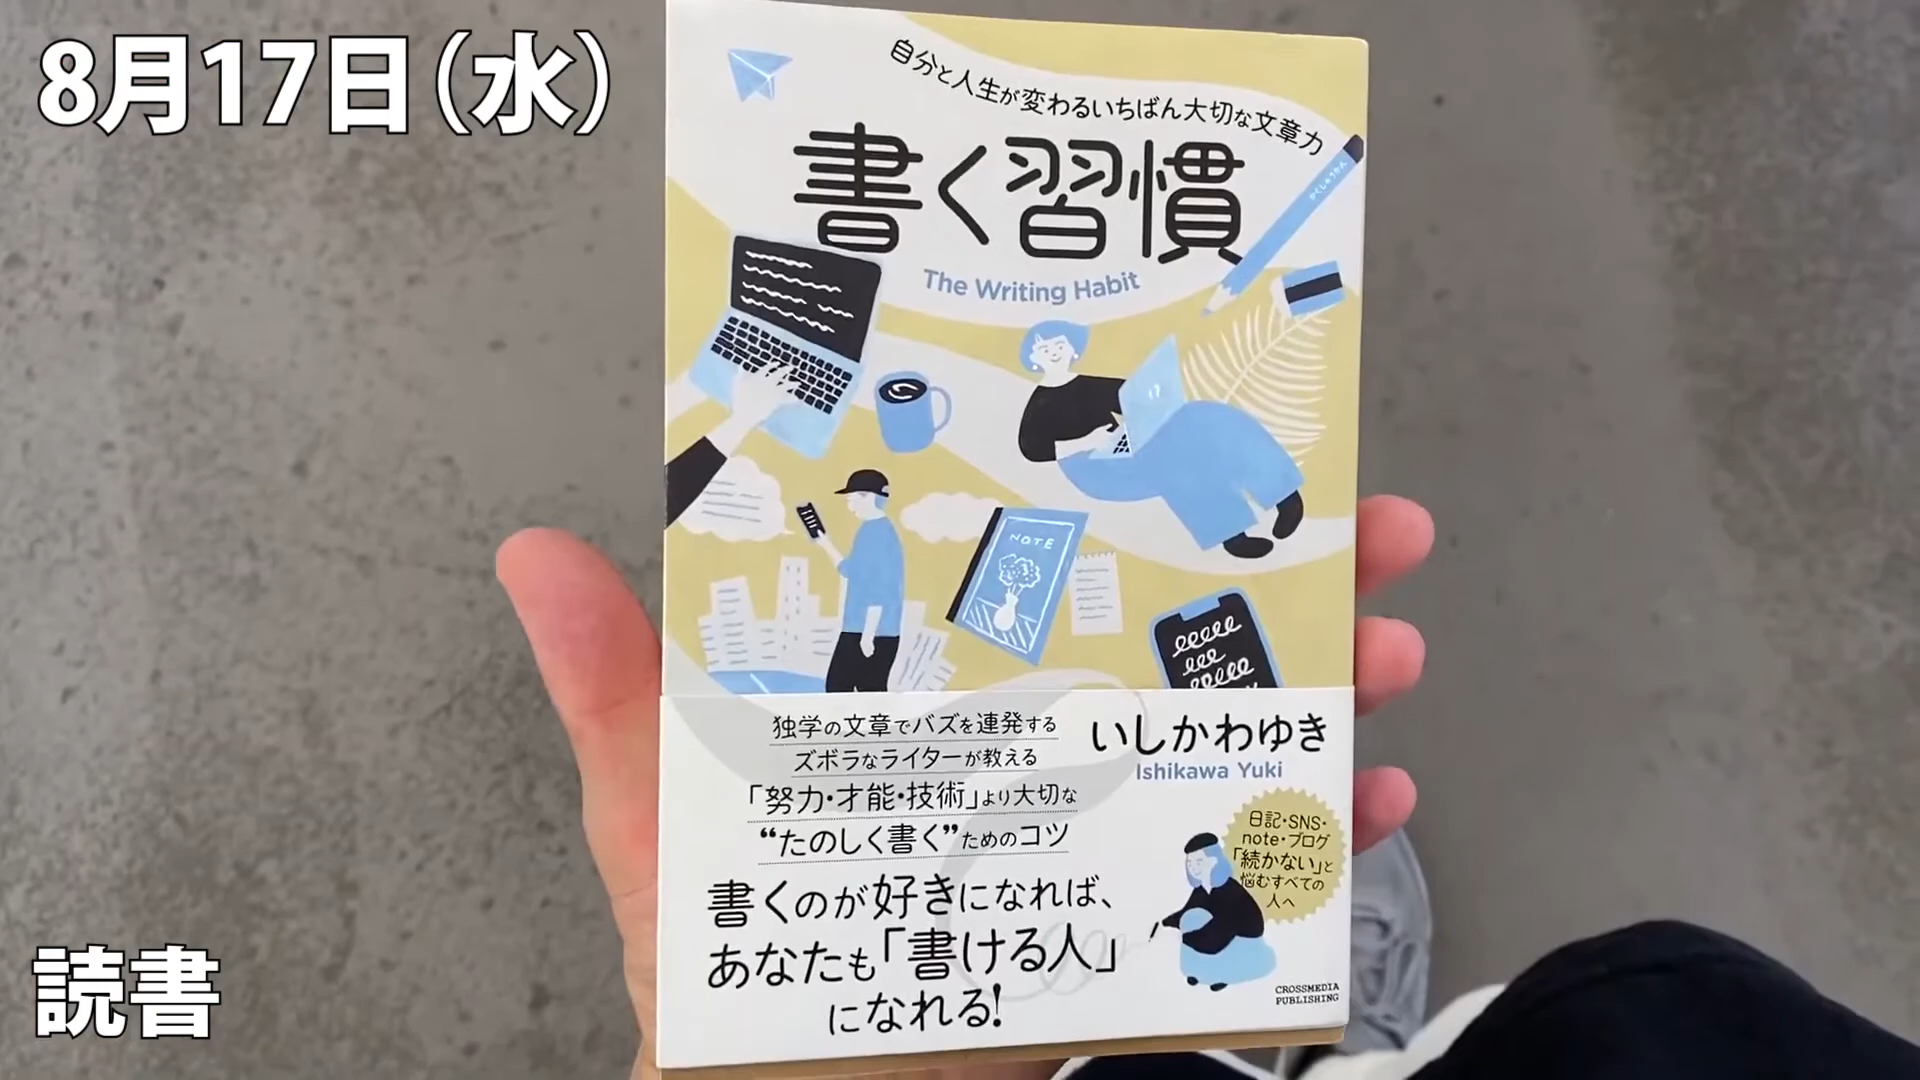 8月17日(水)
自分と人生が変わるいちばん大切な文章力
書く習慣
かくしゅうかん
The Writing Habit
NOTE
独学の文章でバズを連発する
ズボラなライターが教える
「努力・才能・技術」より大切な
“たのしく書く”ためのコツ
いしかわゆき
Ishikawa Yuki
日記・SNS・
note・ブログ
「続かない」と
悩むすべての
人へ
書くのが好きになれば、
あなたも「書ける人」
になれる!
CROSSMEDIA
PUBLISHING
読書